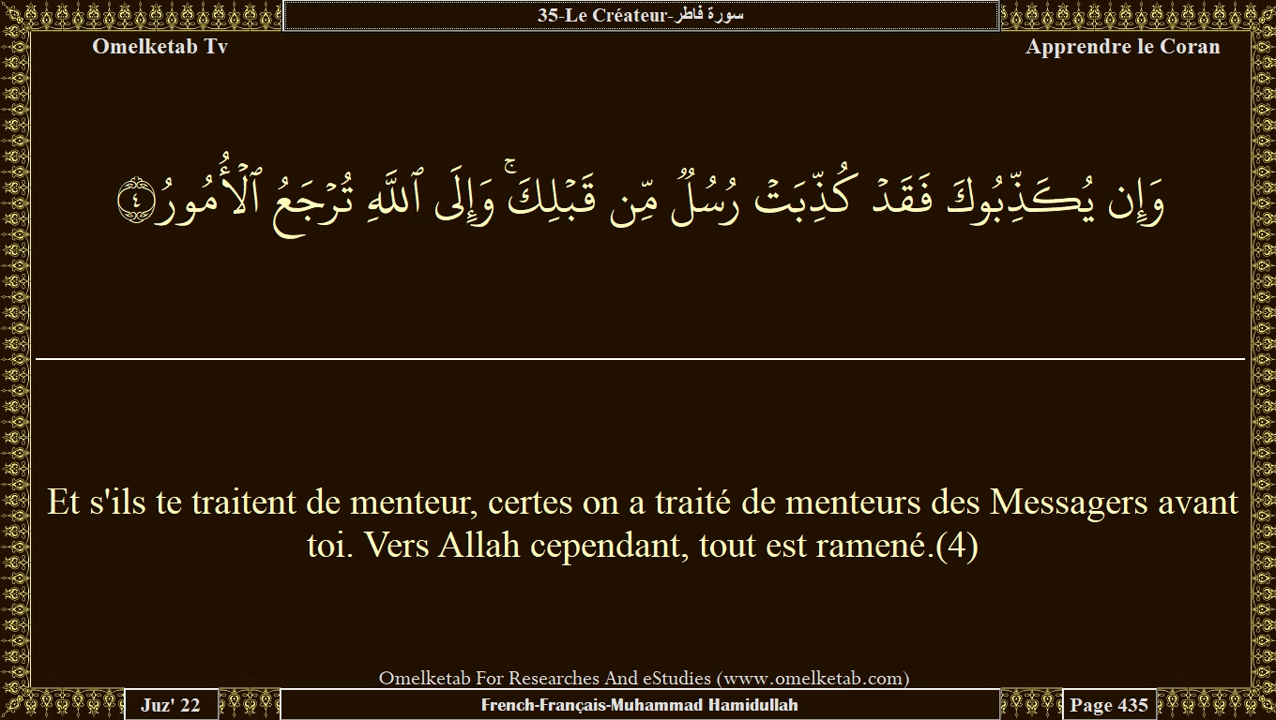 35-Le Créateur-سورة فاطر
Omelketab Tv
Apprendre le Coran
وَإِن يُكَذِّبُوكَ فَقَدۡ كُذِّبَتۡ رُسُلٞ مِّن قَبۡلِكَۚ وَإِلَى ٱللَّهِ تُرۡجَعُ ٱلۡأُمُورُ ٤
Et s'ils te traitent de menteur, certes on a traité de menteurs des Messagers avant
toi. Vers Allah cependant, tout est ramené.(4)
Omelketab For Researches And eStudies (www.omelketab.com)
Juz' 22
French-Français-Muhammad Hamidullah
Page 435